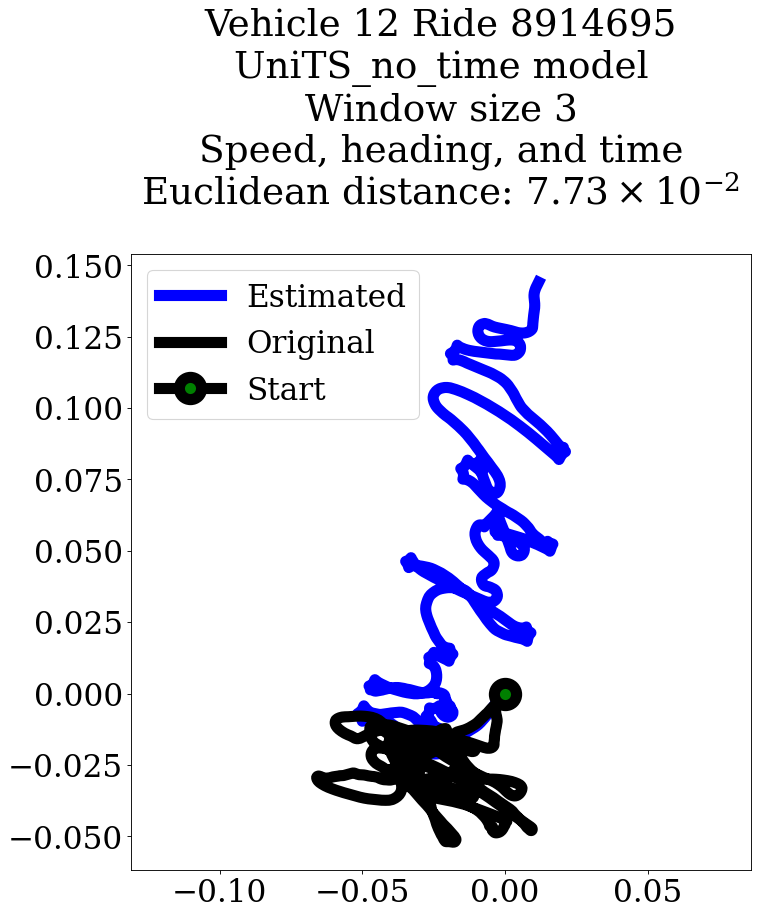 Vehicle 12 Ride 8914695
UniTS_no_time model
Window size 3
Speed, heading, and time
Euclidean distance: 7.73 × 10⁻²
0.150
0.125
0.100
0.075
0.050
0.025
0.000
−0.025
−0.050
Estimated
Original
Start
−0.10
−0.05
0.00
0.05